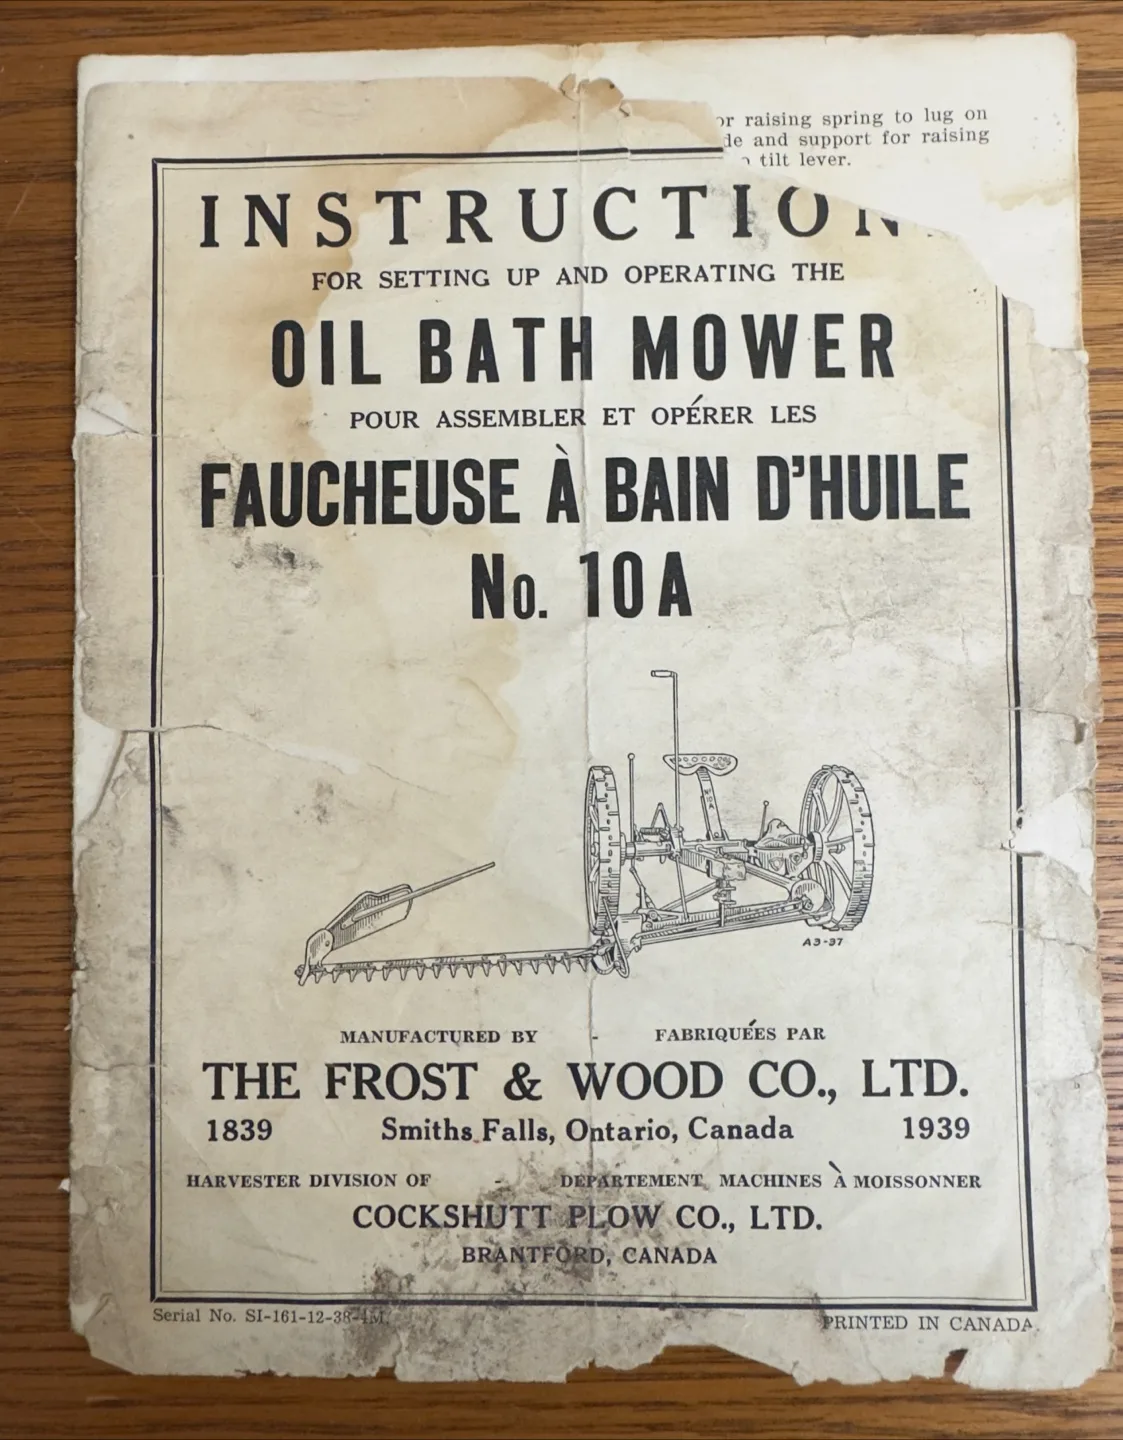 or raising spring to lug on
de and support for raising
tilt lever.
INSTRUCTION
FOR SETTING UP AND OPERATING THE
OIL BATH MOWER
POUR ASSEMBLER ET OPÉRER LES
FAUCHEUSE À BAIN D'HUILE
No. 10A
A3-37
MANUFACTURED BY - FABRIQUÉES PAR
THE FROST & WOOD CO., LTD.
1839 Smiths Falls, Ontario, Canada 1939
HARVESTER DIVISION OF - DEPARTEMENT MACHINES À MOISSONNER
COCKSHUTT PLOW CO., LTD.
BRANTFORD, CANADA
Serial No. SI-161-12-38-4M. PRINTED IN CANADA.